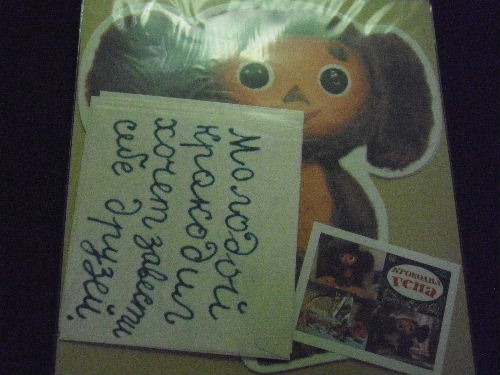 Молодой
крокодил
хочет завести
себе друзей!
КРОКОДИЛ
ГЕНА